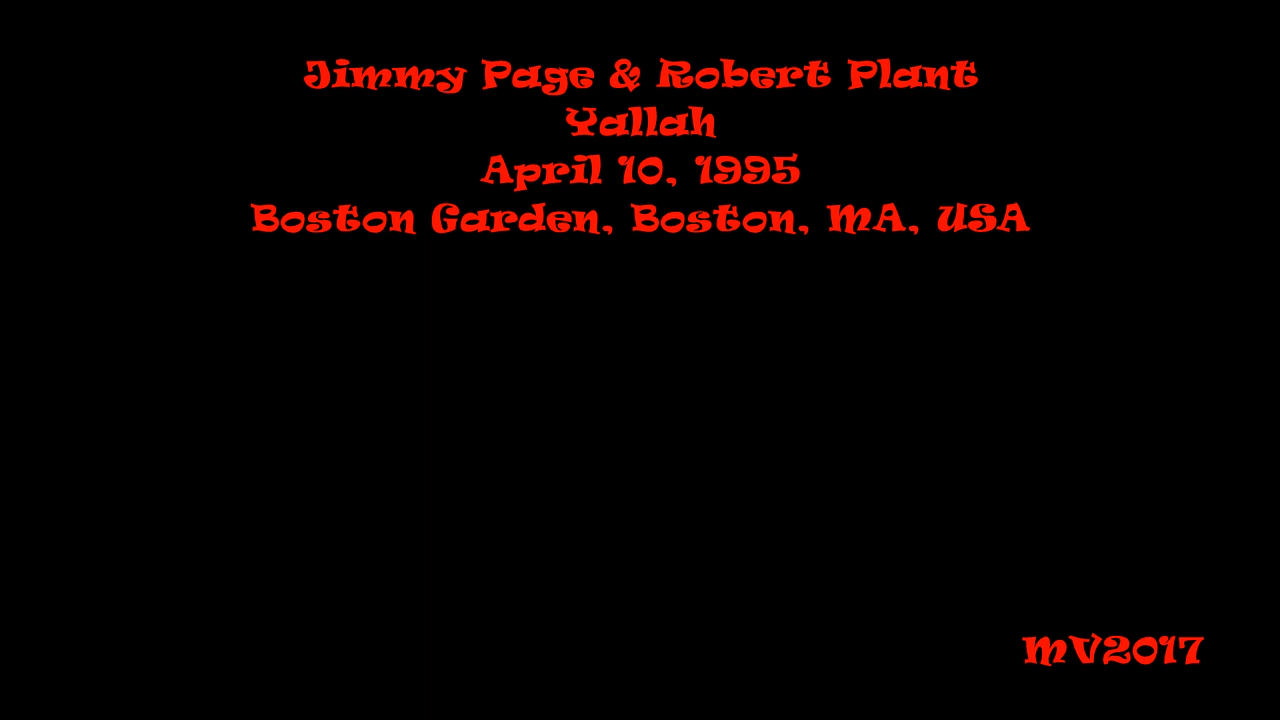 Jimmy Page & Robert Plant
Yallah
April 10, 1995
Boston Garden, Boston, MA, USA
MV2017